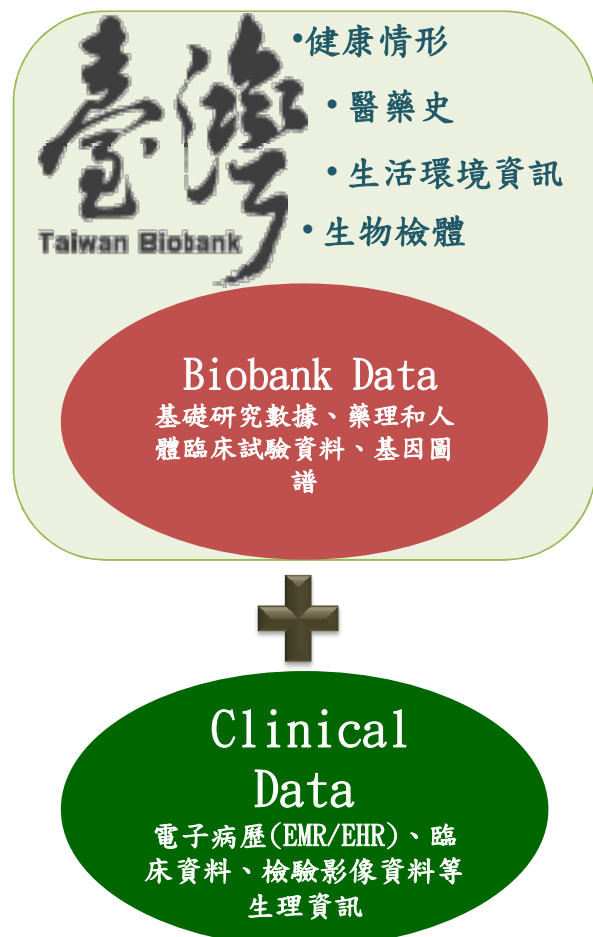 臺灣
Taiwan Biobank
•健康情形
•醫藥史
•生活環境資訊
•生物檢體
Biobank Data
基礎研究數據、藥理和人
體臨床試驗資料、基因圖
譜
Clinical
Data
電子病歷(EMR/EHR)、臨
床資料、檢驗影像資料等
生理資訊